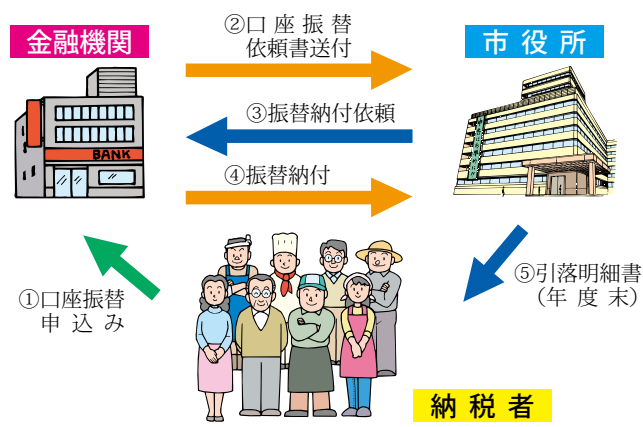 金融機関
②口座振替
依頼書送付
市役所
③振替納付依頼
BANK
④振替納付
①口座振替
申込み
⑤引落明細書
(年度末)
納税者